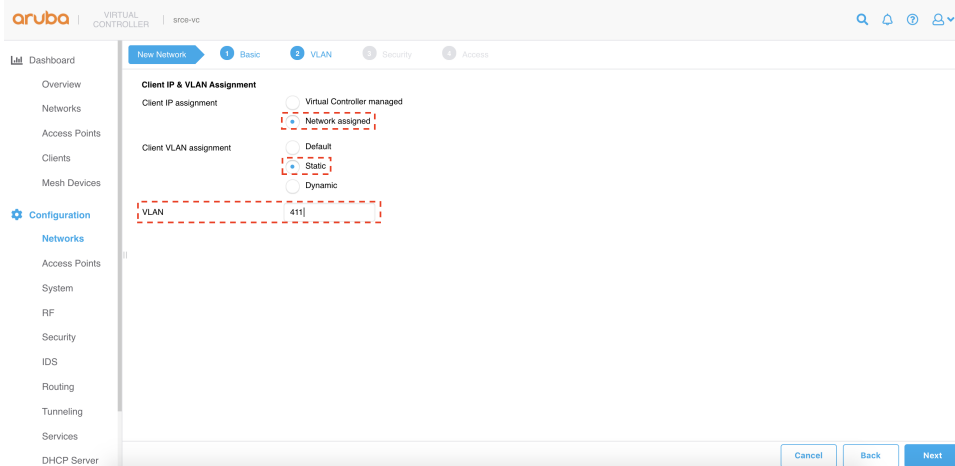 aruba
VIRTUAL
CONTROLLER
srce-vc
Dashboard
Overview
Networks
Access Points
Clients
Mesh Devices
Configuration
Networks
Access Points
System
RF
Security
IDS
Routing
Tunneling
Services
DHCP Server
New Network
1 Basic
2 VLAN
3 Security
4 Access
Client IP & VLAN Assignment
Client IP assignment
Virtual Controller managed
Network assigned
Client VLAN assignment
Default
Static
Dynamic
VLAN
411
Cancel
Back
Next